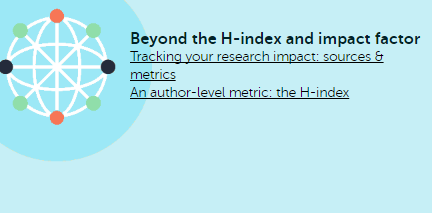 Beyond the H-index and impact factor
Tracking your research impact: sources &
metrics
An author-level metric: the H-index